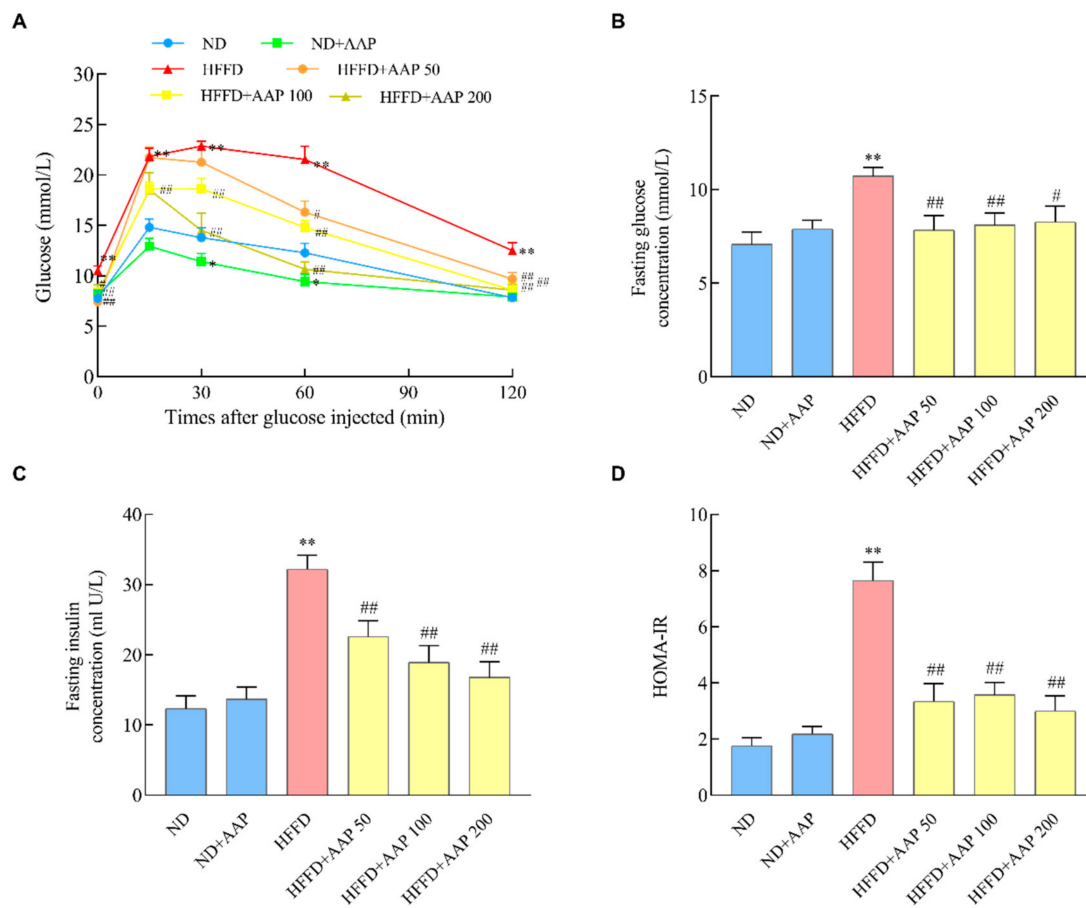 A
ND
ND+AAP
HFFD
HFFD+AAP 50
HFFD+AAP 100
HFFD+AAP 200
Glucose (mmol/L)
30
25
20
15
10
5
0
** ** ** ** **
## ## # ## ## ## * * ## ## ## # ## ##
0 30 60 90 120
Times after glucose injected (min)
B
Fasting glucose
concentration (mmol/L)
15
10
5
0
** ## ## #
ND
ND+AAP
HFFD
HFFD+AAP 50
HFFD+AAP 100
HFFD+AAP 200
C
Fasting insulin
concentration (ml U/L)
40
30
20
10
0
** ## ## ##
ND
ND+AAP
HFFD
HFFD+AAP 50
HFFD+AAP 100
HFFD+AAP 200
D
HOMA-IR
10
8
6
4
2
0
** ## ## ##
ND
ND+AAP
HFFD
HFFD+AAP 50
HFFD+AAP 100
HFFD+AAP 200